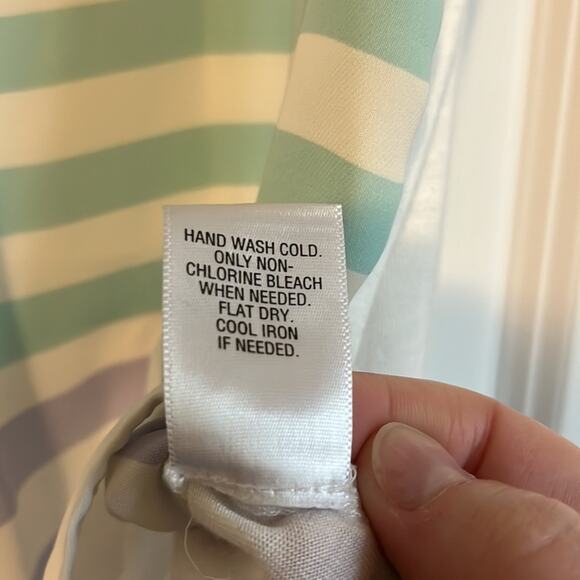 HAND WASH COLD.
ONLY NON-
CHLORINE BLEACH
WHEN NEEDED.
FLAT DRY.
COOL IRON
IF NEEDED.